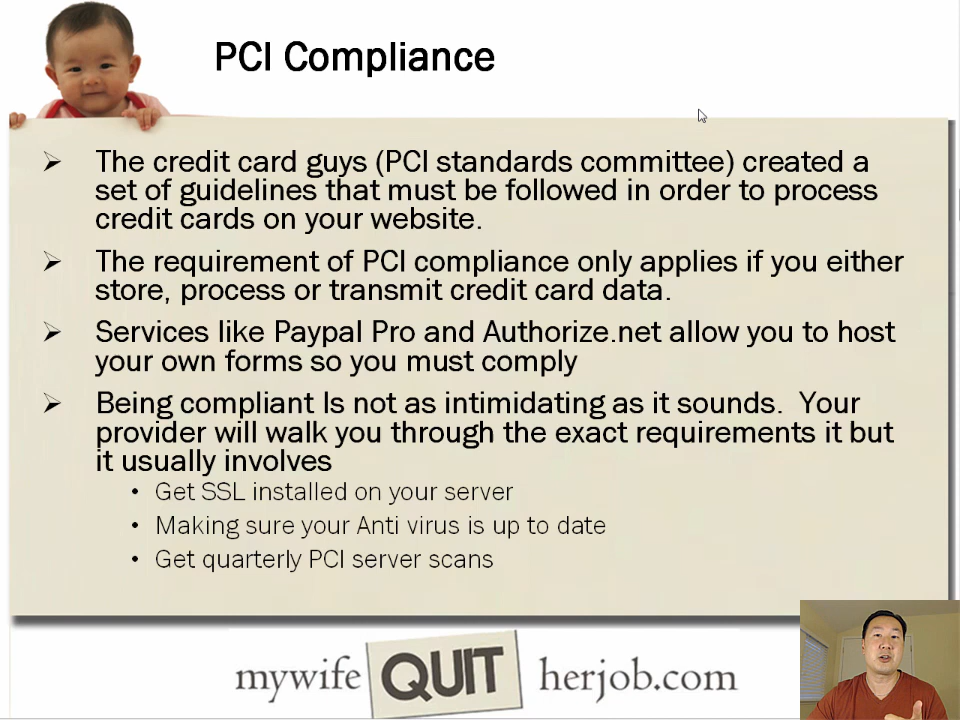 PCI Compliance
The credit card guys (PCI standards committee) created a
set of guidelines that must be followed in order to process
credit cards on your website.
The requirement of PCI compliance only applies if you either
store, process or transmit credit card data.
Services like Paypal Pro and Authorize.net allow you to host
your own forms so you must comply
Being compliant Is not as intimidating as it sounds.  Your
provider will walk you through the exact requirements it but
it usually involves
• Get SSL installed on your server
• Making sure your Anti virus is up to date
• Get quarterly PCI server scans
mywife QUIT herjob.com